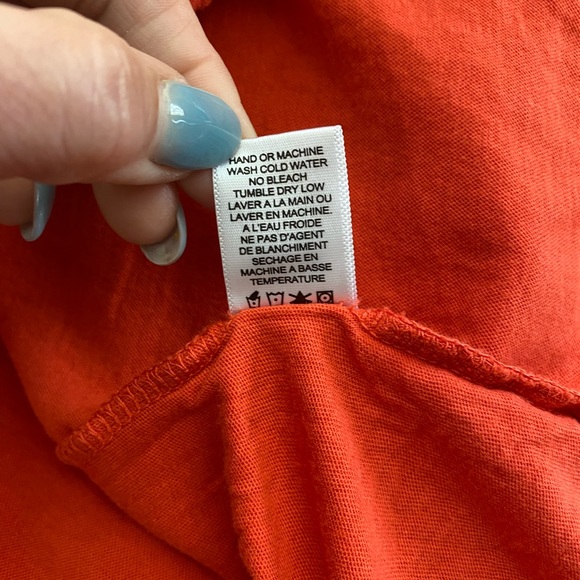 HAND OR MACHINE
WASH COLD WATER
NO BLEACH
TUMBLE DRY LOW
LAVER A LA MAIN OU
LAVER EN MACHINE.
A L'EAU FROIDE
NE PAS D'AGENT
DE BLANCHIMENT
SECHAGE EN
MACHINE A BASSE
TEMPERATURE